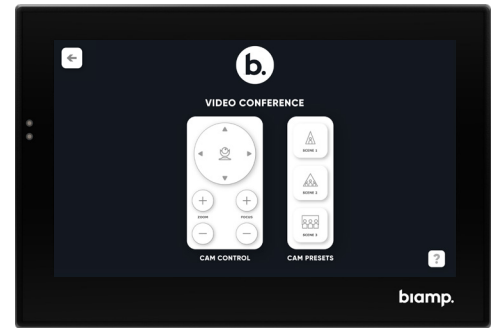 b.
VIDEO CONFERENCE
SCENE 1
SCENE 2
SCENE 3
ZOOM FOCUS
CAM CONTROL CAM PRESETS
?
biamp.